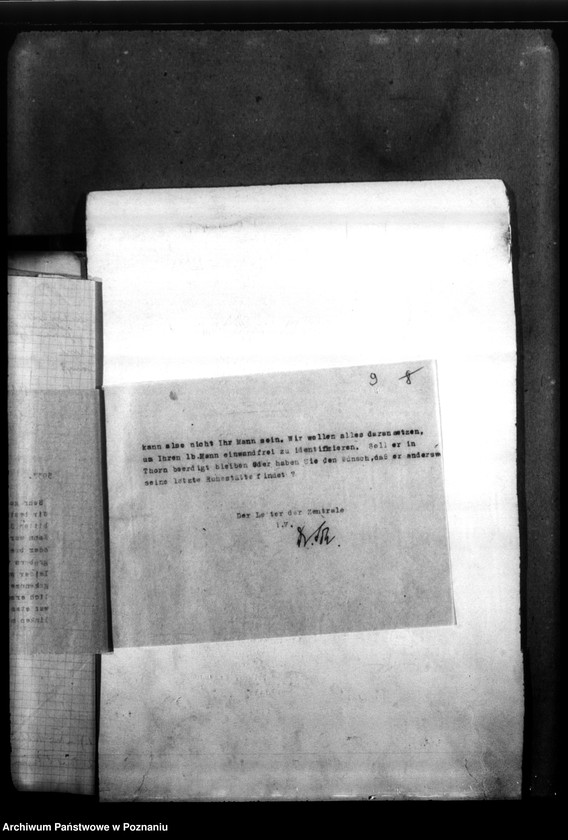 9 8
kann also nicht Ihr Mann sein. Wir wollen alles daransetzen,
um Ihren lb.Mann einwandfrei zu identifizieren. Soll er in
Thorn beerdigt bleiben oder haben Sie den Wunsch,daß er anderswo
seine letzte Ruhestätte findet ?
Der Leiter der Zentrale
I.V.
Archiwum Państwowe w Poznaniu